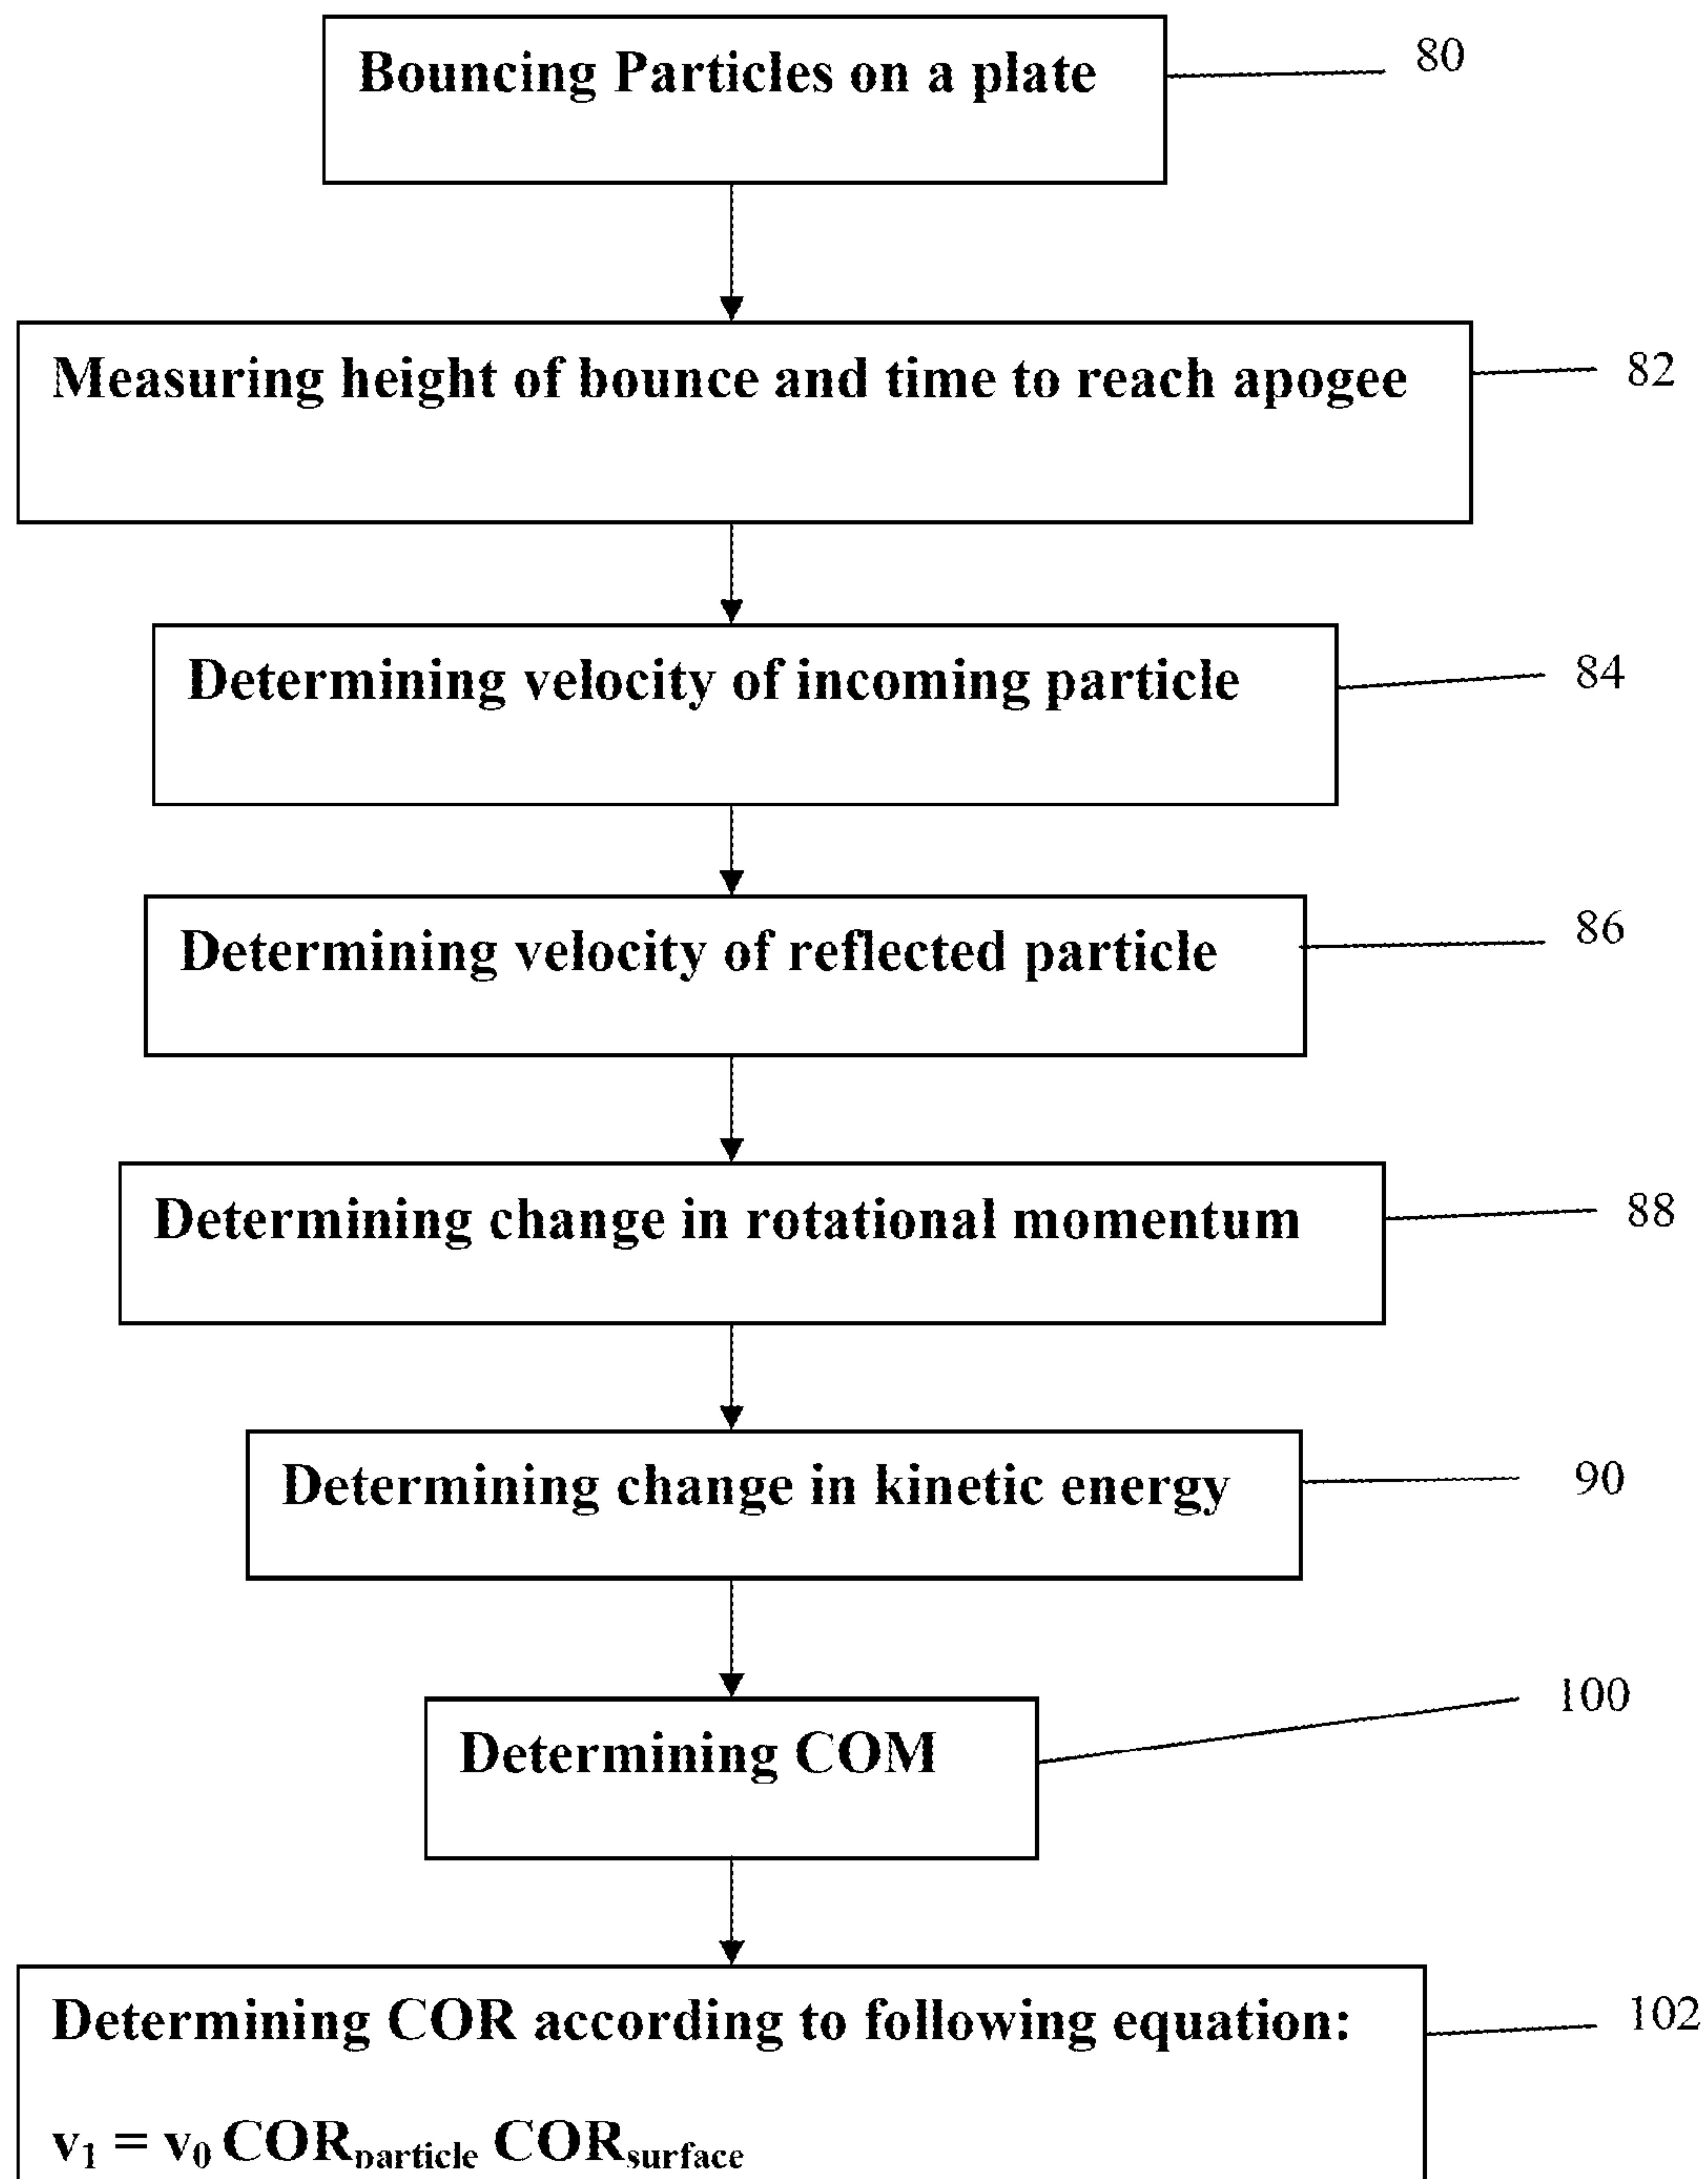 Bouncing Particles on a plate
80
Measuring height of bounce and time to reach apogee
82
Determining velocity of incoming particle
84
Determining velocity of reflected particle
86
Determining change in rotational momentum
88
Determining change in kinetic energy
90
Determining COM
100
Determining COR according to following equation:
102
v₁ = v₀ CORparticle CORsurface